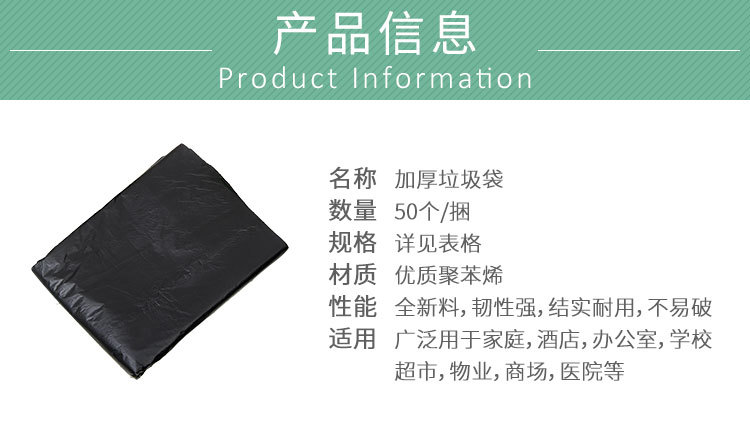 产品信息
Product Information
名称 加厚垃圾袋
数量 50个/捆
规格 详见表格
材质 优质聚苯烯
性能 全新料,韧性强,结实耐用,不易破
适用 广泛用于家庭,酒店,办公室,学校
超市,物业,商场,医院等